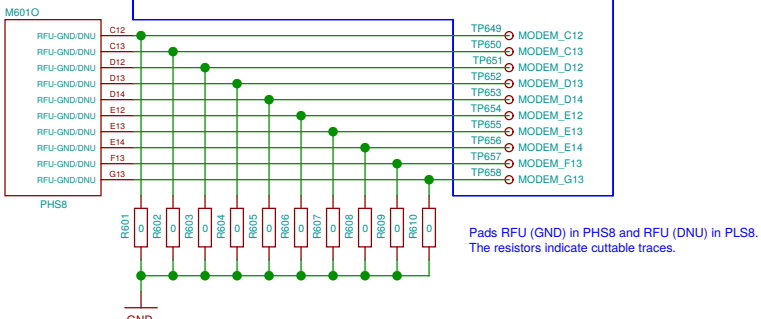 M601O
RFU-GND/DNU C12 TP649 MODEM_C12
RFU-GND/DNU C13 TP650 MODEM_C13
RFU-GND/DNU D12 TP651 MODEM_D12
RFU-GND/DNU D13 TP652 MODEM_D13
RFU-GND/DNU D14 TP653 MODEM_D14
RFU-GND/DNU E12 TP654 MODEM_E12
RFU-GND/DNU E13 TP655 MODEM_E13
RFU-GND/DNU E14 TP656 MODEM_E14
RFU-GND/DNU F13 TP657 MODEM_F13
RFU-GND/DNU G13 TP658 MODEM_G13
PHS8
R601 0 R602 0 R603 0 R604 0 R605 0 R606 0 R607 0 R608 0 R609 0 R610 0
Pads RFU (GND) in PHS8 and RFU (DNU) in PLS8.
The resistors indicate cuttable traces.
GND